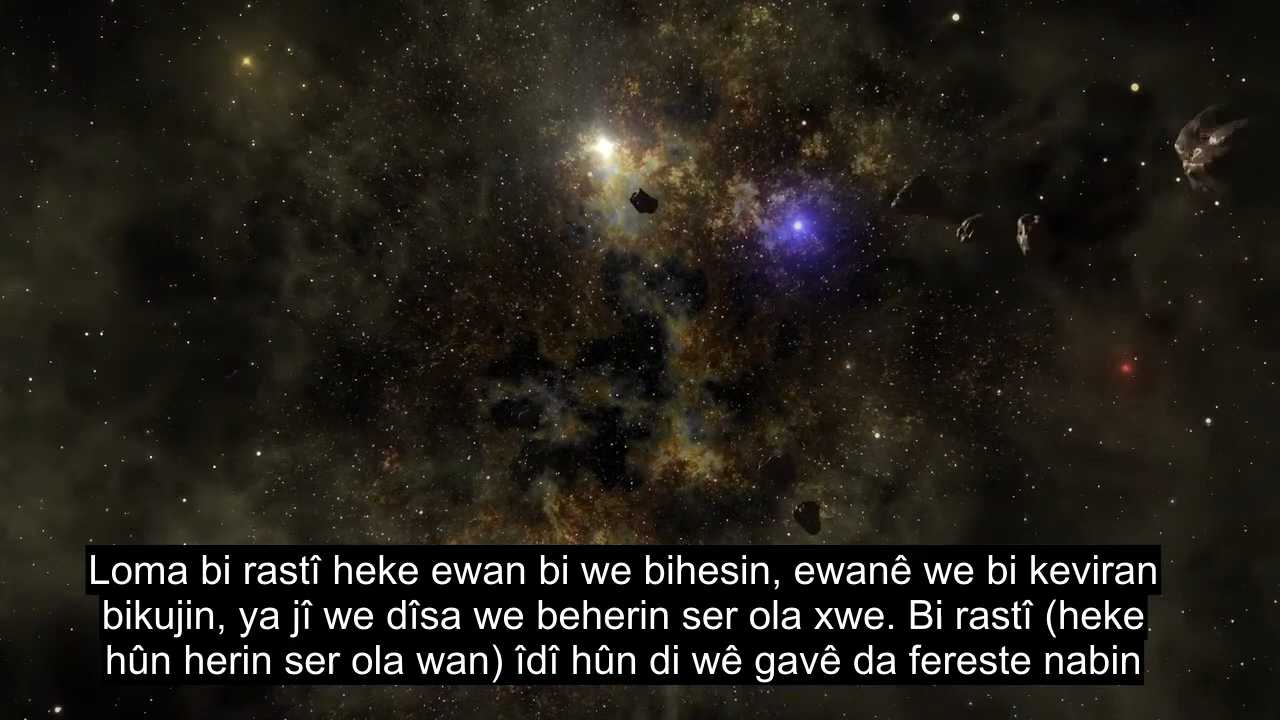 Loma bi rastî heke ewan bi we bihesin, ewanê we bi keviran
bikujin, ya jî we dîsa we beherin ser ola xwe. Bi rastî (heke
hûn herin ser ola wan) îdî hûn di wê gavê da fereste nabin